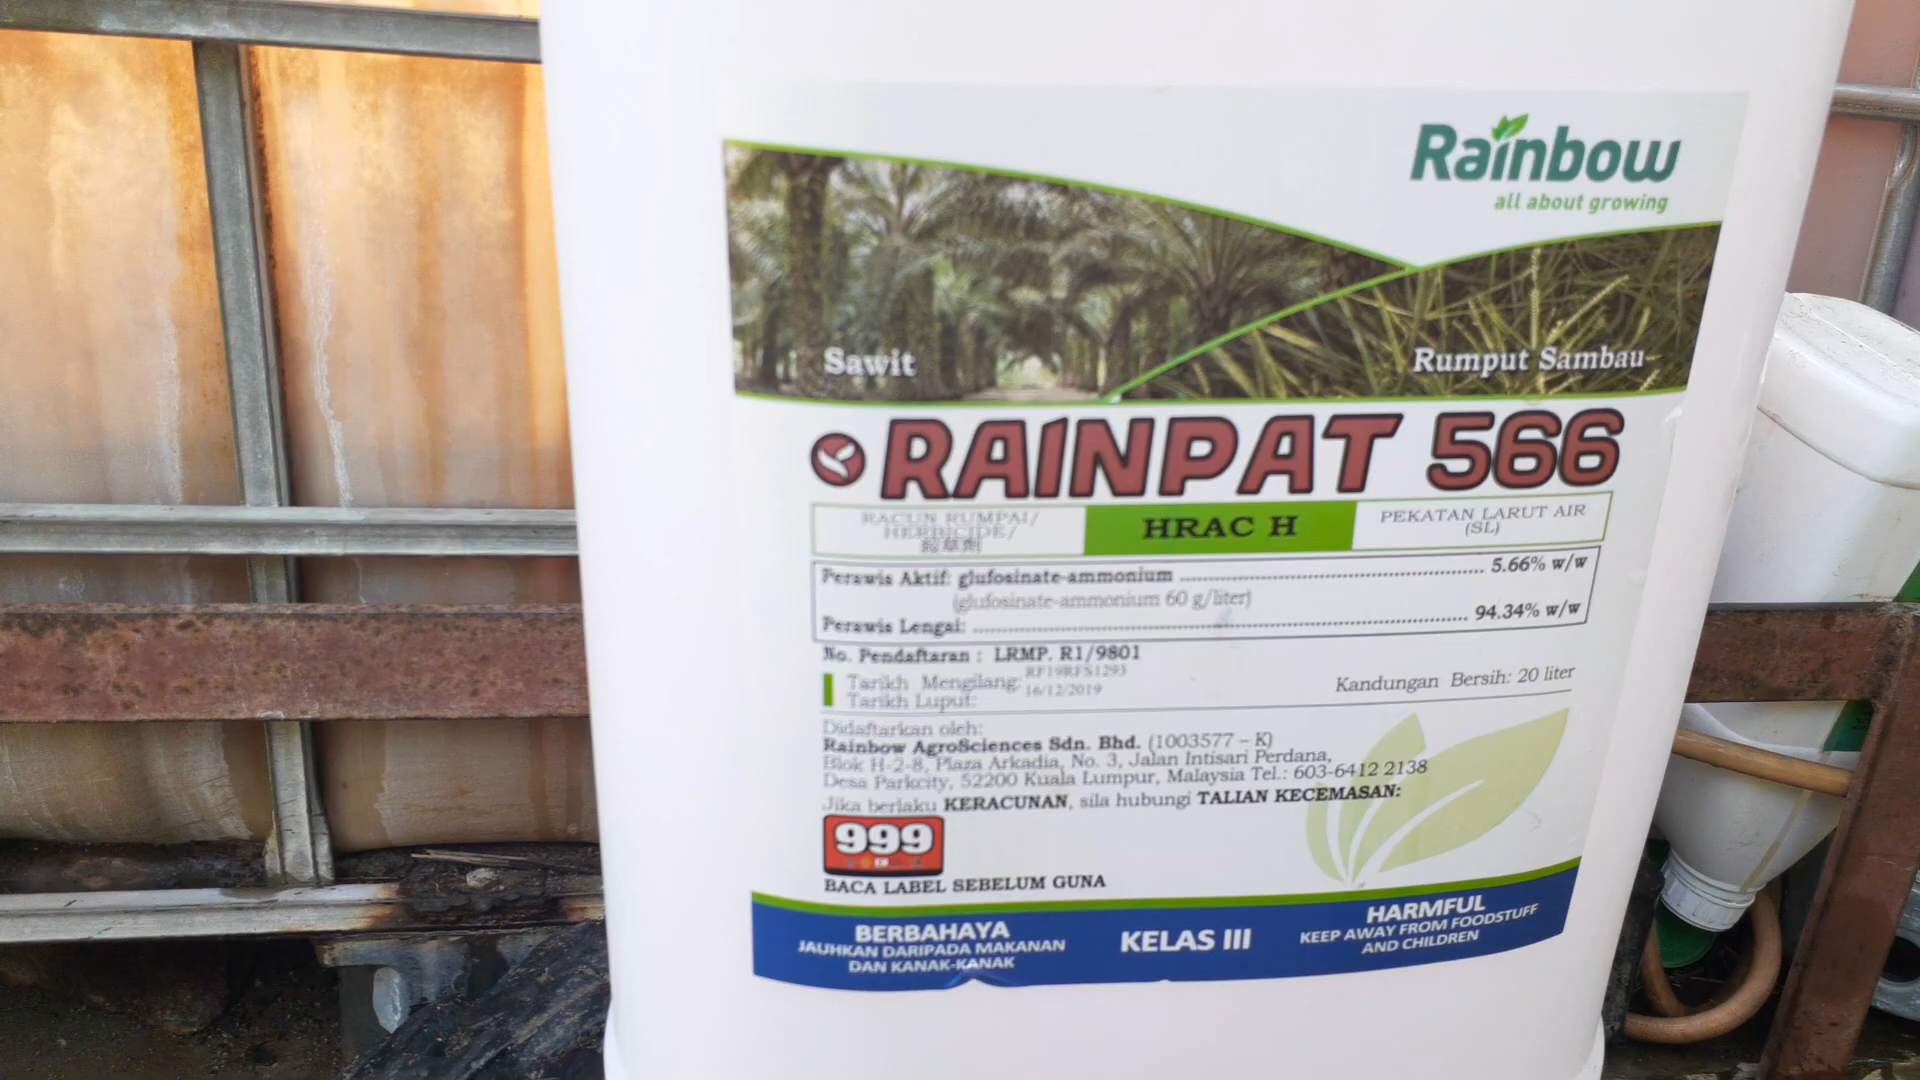 Rainbow
all about growing
Sawit
Rumput Sambau
RAINPAT 566
RACUN RUMPAI/
HERBICIDE/
殺草劑
HRAC H
PEKATAN LARUT AIR
(SL)
Perawis Aktif: glufosinate-ammonium ........ 5.66% w/w
(glufosinate-ammonium 60 g/liter)
Perawis Lengai: ........ 94.34% w/w
No. Pendaftaran : LRMP. R1/9801
RF19RFS1293
Tarikh Mengilang: 16/12/2019
Tarikh Luput:
Kandungan Bersih: 20 liter
Didaftarkan oleh:
Rainbow AgroSciences Sdn. Bhd. (1003577 – K)
Blok H-2-8, Plaza Arkadia, No. 3, Jalan Intisari Perdana,
Desa Parkcity, 52200 Kuala Lumpur, Malaysia Tel.: 603-6412 2138
Jika berlaku KERACUNAN, sila hubungi TALIAN KECEMASAN:
999
BACA LABEL SEBELUM GUNA
BERBAHAYA
JAUHKAN DARIPADA MAKANAN
DAN KANAK-KANAK
KELAS III
HARMFUL
KEEP AWAY FROM FOODSTUFF
AND CHILDREN